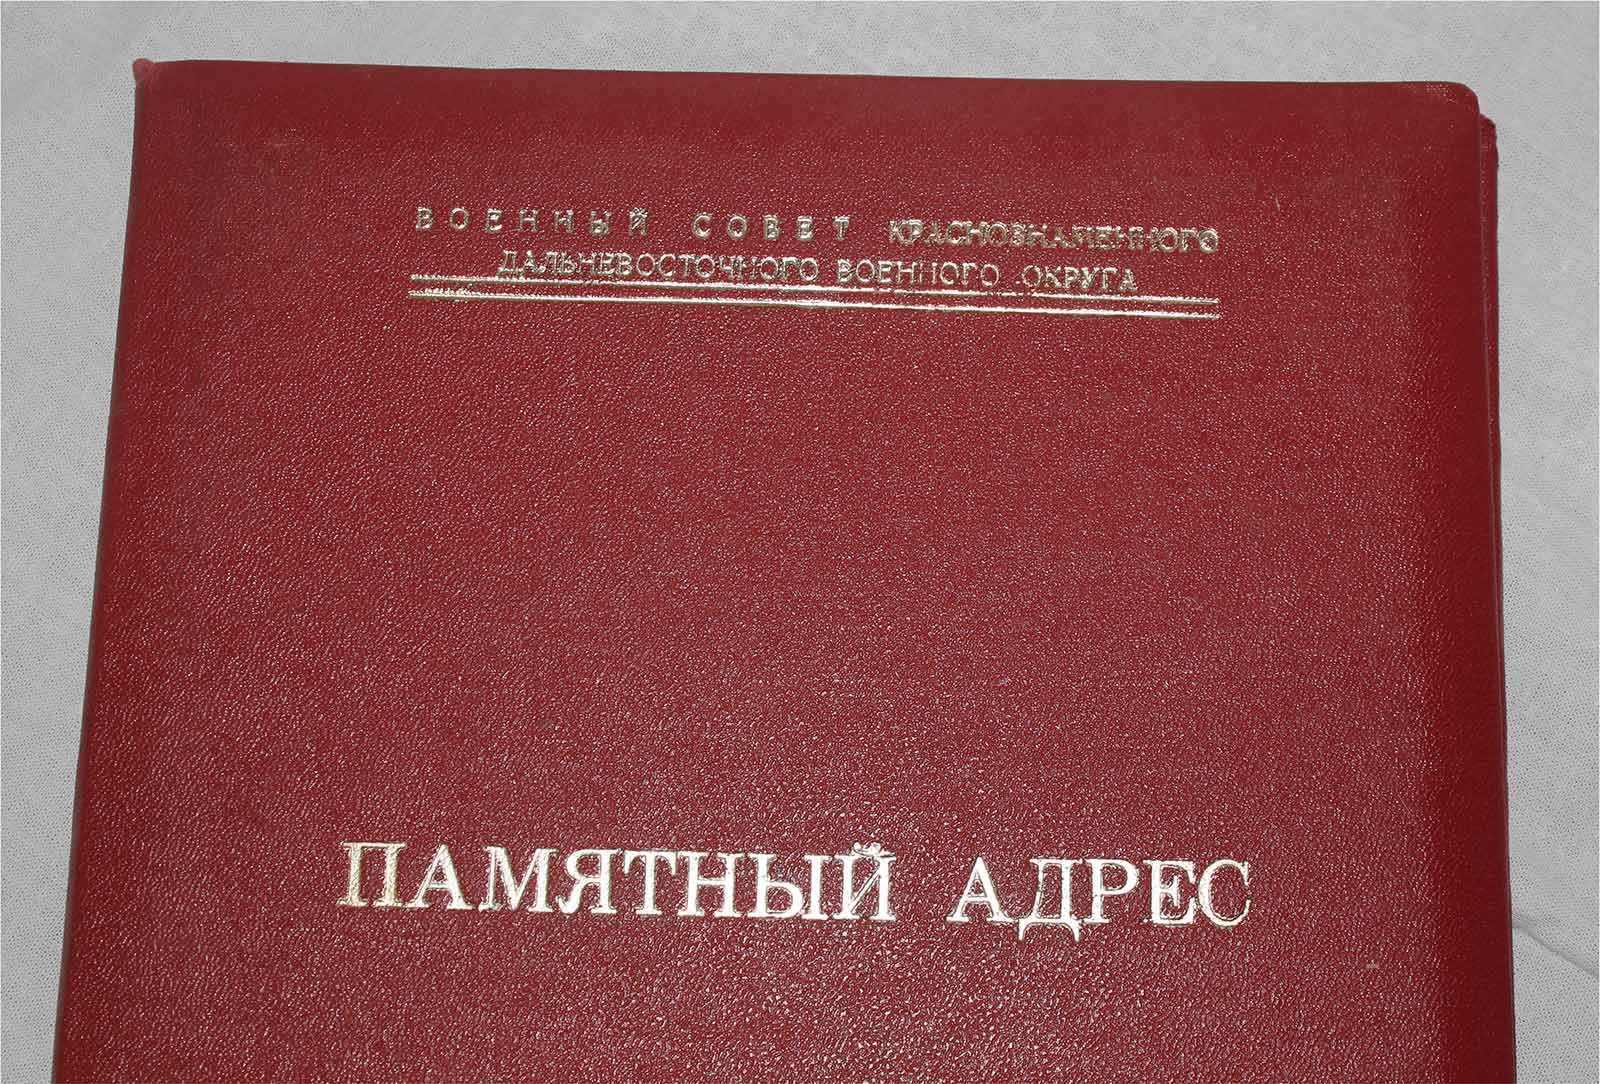 ВОЕННЫЙ СОВЕТ КРАСНОЗНАМЕННОГО
ДАЛЬНЕВОСТОЧНОГО ВОЕННОГО ОКРУГА
ПАМЯТНЫЙ АДРЕС